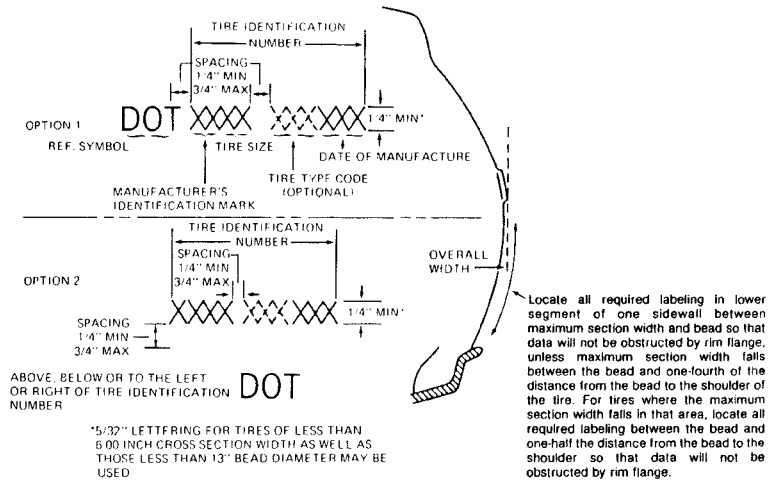 TIRE IDENTIFICATION
NUMBER
SPACING
1/4" MIN
3/4" MAX
OPTION 1
DOT XXXX XXXXXXX
1/4" MIN*
REF. SYMBOL
TIRE SIZE
DATE OF MANUFACTURE
TIRE TYPE CODE
(OPTIONAL)
MANUFACTURER'S
IDENTIFICATION MARK
TIRE IDENTIFICATION
NUMBER
SPACING
1/4" MIN
3/4" MAX
OPTION 2
XXXX XXXXXXX
1/4" MIN*
SPACING
1/4" MIN
3/4" MAX
ABOVE, BELOW OR TO THE LEFT
OR RIGHT OF TIRE IDENTIFICATION
NUMBER
DOT
*5/32" LETTFRING FOR TIRES OF LESS THAN
6.00 INCH CROSS SECTION WIDTH AS WELL AS
THOSE LESS THAN 13" BEAD DIAMETER MAY BE
USED
OVERALL
WIDTH
Locate all required labeling in lower
segment of one sidewall between
maximum section width and bead so that
data will not be obstructed by rim flange,
unless maximum section width falls
between the bead and one-fourth of the
distance from the bead to the shoulder of
the tire. For tires where the maximum
section width falls in that area, locate all
required labeling between the bead and
one-half the distance from the bead to the
shoulder so that data will not be
obstructed by rim flange.